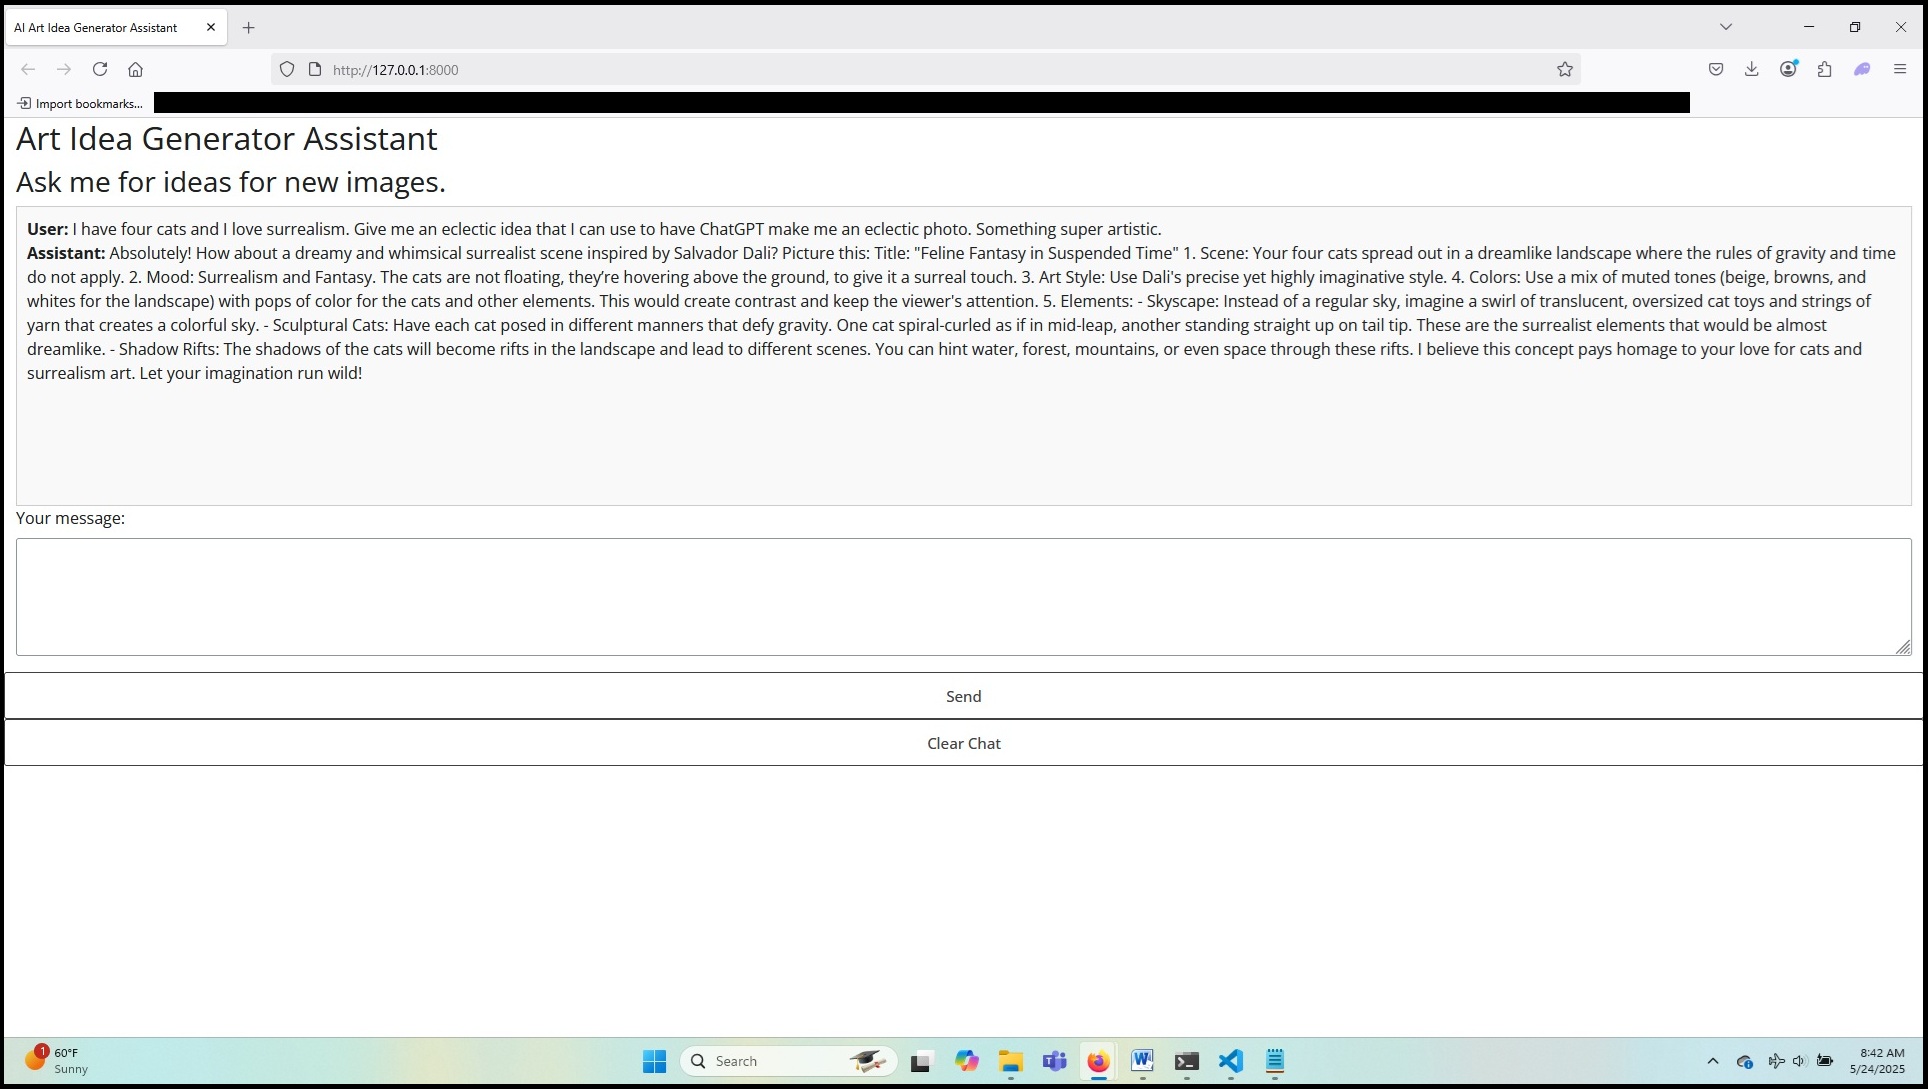 AI Art Idea Generator Assistant
http://127.0.0.1:8000
Import bookmarks...
Art Idea Generator Assistant
Ask me for ideas for new images.
User: I have four cats and I love surrealism. Give me an eclectic idea that I can use to have ChatGPT make me an eclectic photo. Something super artistic.
Assistant: Absolutely! How about a dreamy and whimsical surrealist scene inspired by Salvador Dali? Picture this: Title: "Feline Fantasy in Suspended Time" 1. Scene: Your four cats spread out in a dreamlike landscape where the rules of gravity and time
do not apply. 2. Mood: Surrealism and Fantasy. The cats are not floating, they’re hovering above the ground, to give it a surreal touch. 3. Art Style: Use Dali's precise yet highly imaginative style. 4. Colors: Use a mix of muted tones (beige, browns, and
whites for the landscape) with pops of color for the cats and other elements. This would create contrast and keep the viewer's attention. 5. Elements: - Skyscape: Instead of a regular sky, imagine a swirl of translucent, oversized cat toys and strings of
yarn that creates a colorful sky. - Sculptural Cats: Have each cat posed in different manners that defy gravity. One cat spiral-curled as if in mid-leap, another standing straight up on tail tip. These are the surrealist elements that would be almost
dreamlike. - Shadow Rifts: The shadows of the cats will become rifts in the landscape and lead to different scenes. You can hint water, forest, mountains, or even space through these rifts. I believe this concept pays homage to your love for cats and
surrealism art. Let your imagination run wild!
Your message:
Send
Clear Chat
1
60°F
Sunny
Search
8:42 AM
5/24/2025